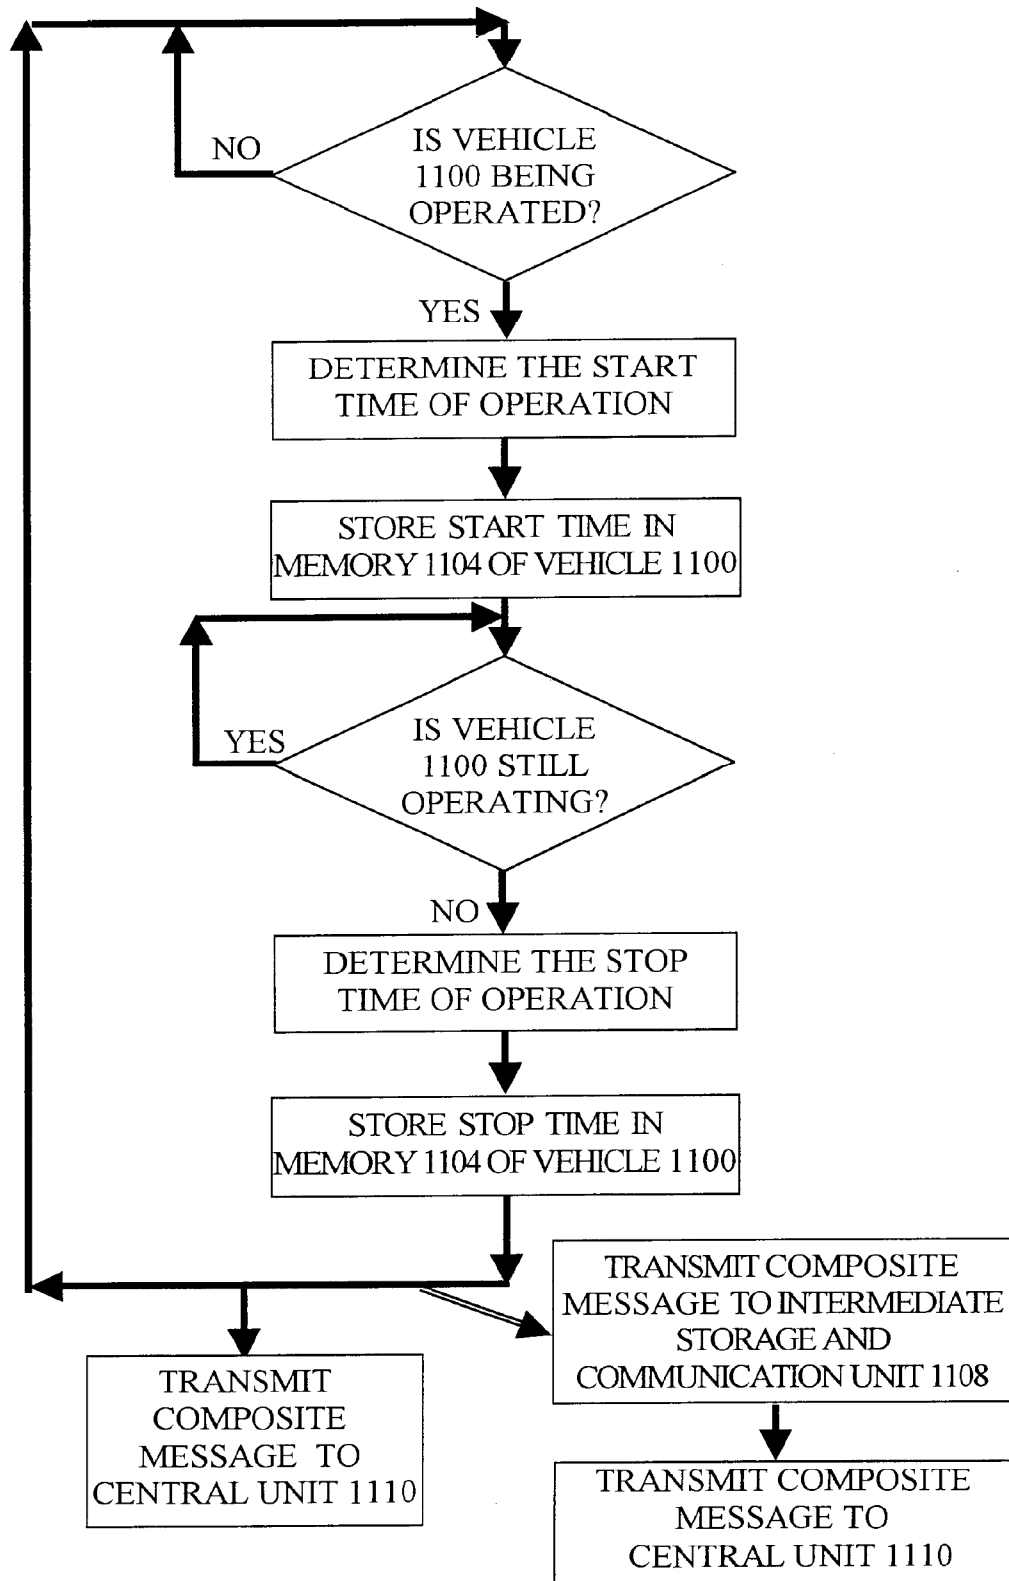 IS VEHICLE
1100 BEING
OPERATED?
NO
YES
DETERMINE THE START
TIME OF OPERATION
STORE START TIME IN
MEMORY 1104 OF VEHICLE 1100
IS VEHICLE
1100 STILL
OPERATING?
YES
NO
DETERMINE THE STOP
TIME OF OPERATION
STORE STOP TIME IN
MEMORY 1104 OF VEHICLE 1100
TRANSMIT COMPOSITE
MESSAGE TO INTERMEDIATE
STORAGE AND
COMMUNICATION UNIT 1108
TRANSMIT
COMPOSITE
MESSAGE TO
CENTRAL UNIT 1110
TRANSMIT COMPOSITE
MESSAGE TO
CENTRAL UNIT 1110